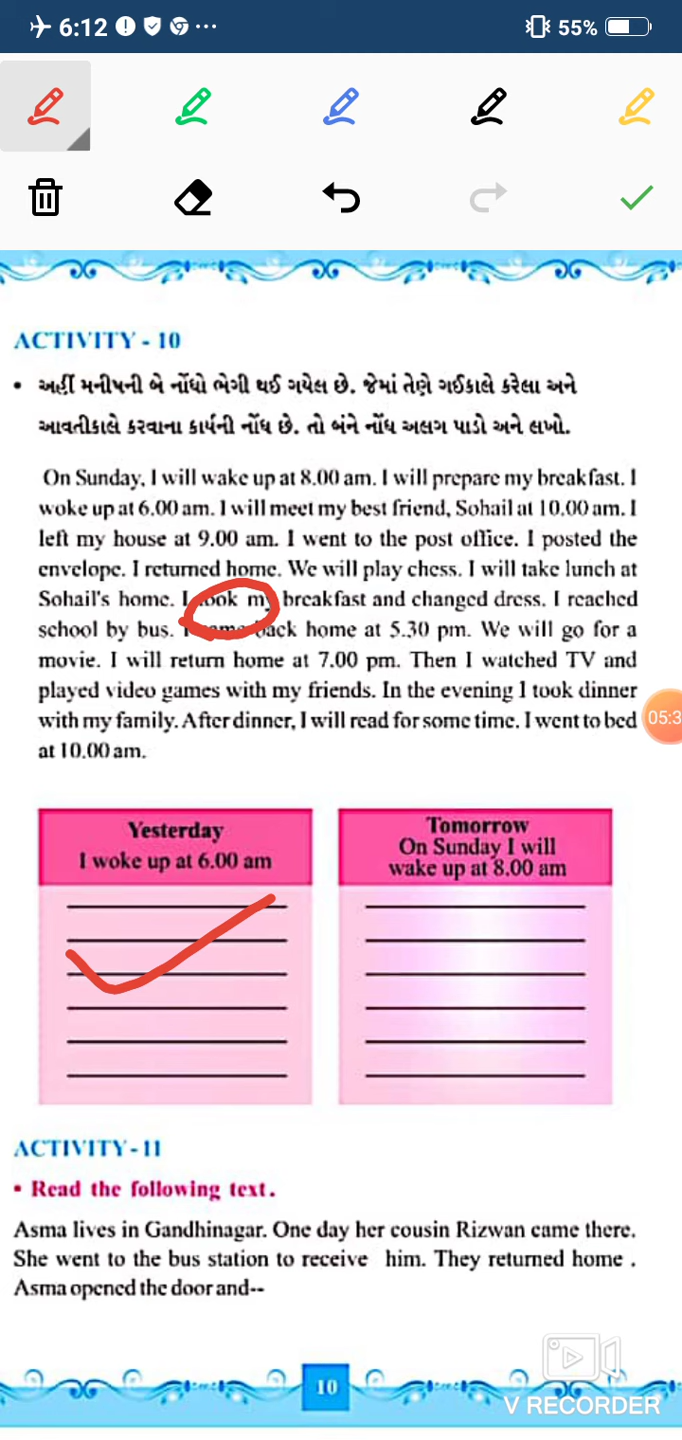 6:12
55%
ACTIVITY - 10
• અહીં મનીષની બે નોંધો ભેગી થઈ ગયેલ છે. જેમાં તેણે ગઈકાલે કરેલા અને
આવતીકાલે કરવાના કાર્યની નોંધ છે. તો બંને નોંધ અલગ પાડો અને લખો.
On Sunday, I will wake up at 8.00 am. I will prepare my breakfast. I
woke up at 6.00 am. I will meet my best friend, Sohail at 10.00 am. I
left my house at 9.00 am. I went to the post office. I posted the
envelope. I returned home. We will play chess. I will take lunch at
Sohail's home. I took my breakfast and changed dress. I reached
school by bus. I came back home at 5.30 pm. We will go for a
movie. I will return home at 7.00 pm. Then I watched TV and
played video games with my friends. In the evening I took dinner
with my family. After dinner, I will read for some time. I went to bed
at 10.00 am.
05:3
Yesterday
I woke up at 6.00 am
Tomorrow
On Sunday I will
wake up at 8.00 am
ACTIVITY-11
• Read the following text.
Asma lives in Gandhinagar. One day her cousin Rizwan came there.
She went to the bus station to receive him. They returned home .
Asma opened the door and--
10
V RECORDER